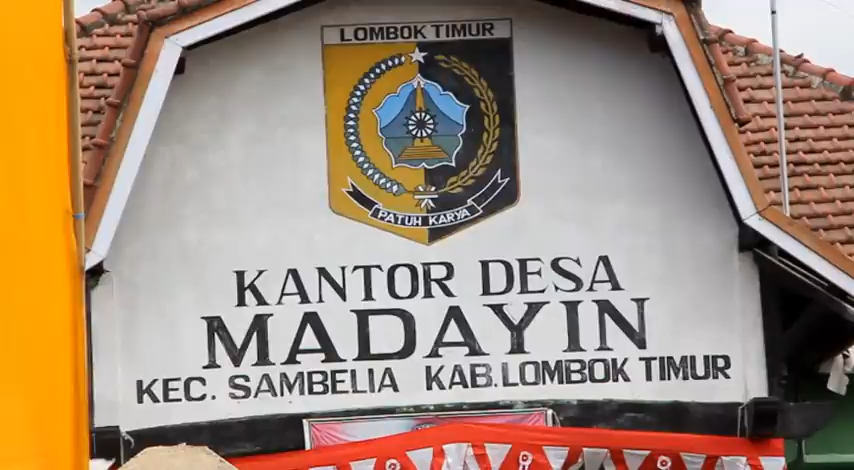 LOMBOK TIMUR
PATUH KARYA
KANTOR DESA
MADAYIN
KEC. SAMBELIA KAB.LOMBOK TIMUR